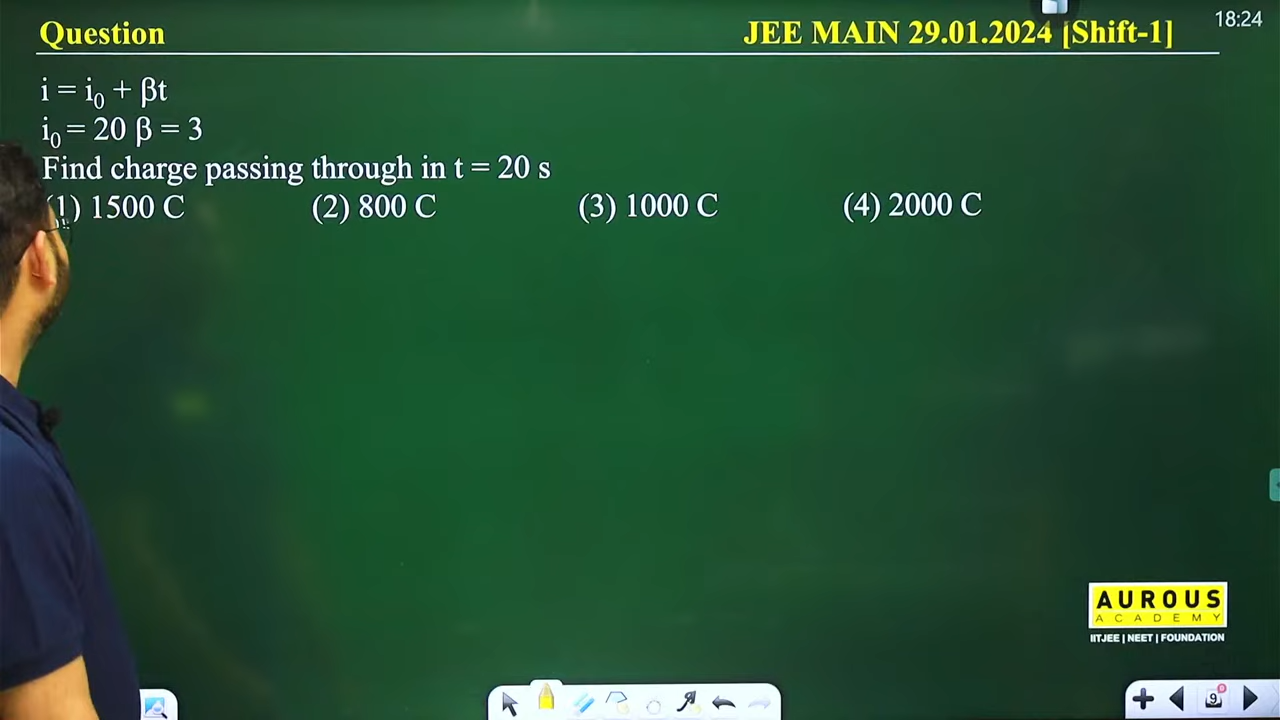 Question
JEE MAIN 29.01.2024 [Shift-1]
18:24
i = i₀ + βt
i₀ = 20 β = 3
Find charge passing through in t = 20 s
(1) 1500 C (2) 800 C (3) 1000 C (4) 2000 C
AUROUS
ACADEMY
IITJEE | NEET | FOUNDATION
9